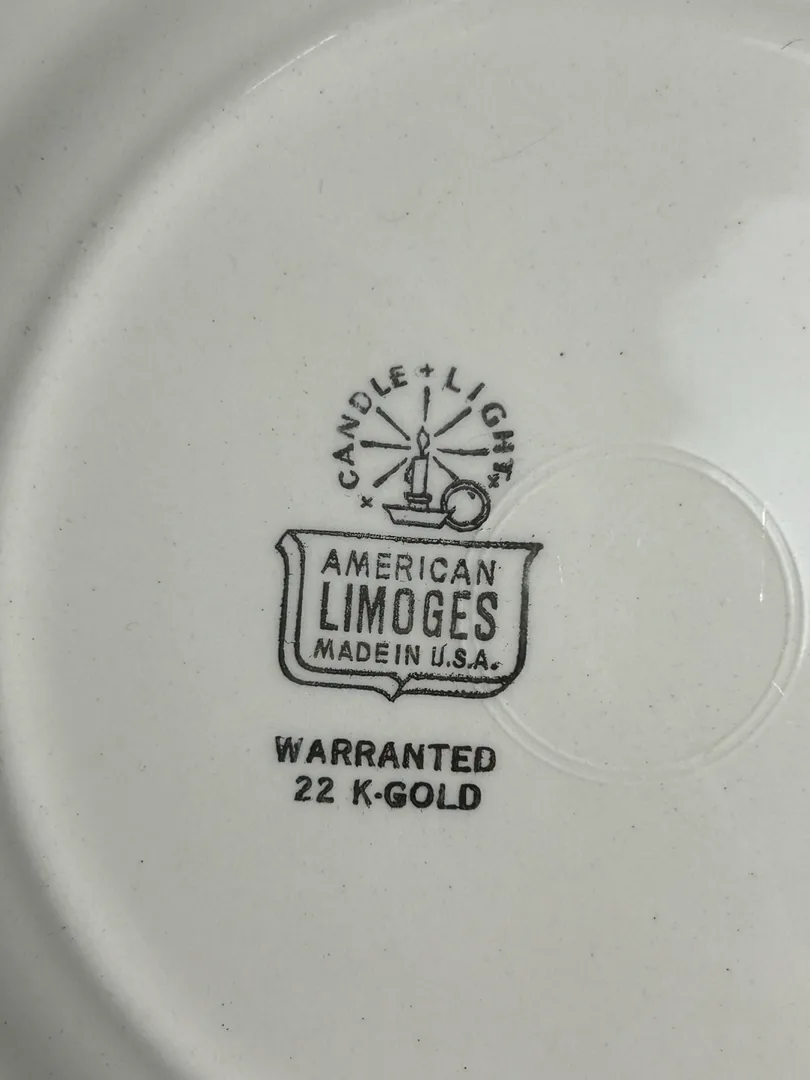 CANDLE + LIGHT
AMERICAN
LIMOGES
MADE IN U.S.A.
WARRANTED
22 K·GOLD